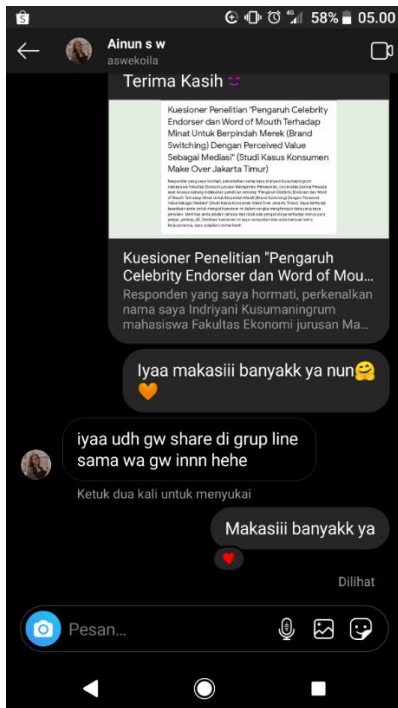 58% 05.00
Ainun s w
aswekoila
Terima Kasih
Kuesioner Penelitian "Pengaruh Celebrity
Endorser dan Word of Mouth Terhadap
Minat Untuk Berpindah Merek (Brand
Switching) Dengan Perceived Value
Sebagai Mediasi" (Studi Kasus Konsumen
Make Over Jakarta Timur)
Kuesioner Penelitian "Pengaruh
Celebrity Endorser dan Word of Mou...
Responden yang saya hormati, perkenalkan
nama saya Indriyani Kusumaningrum
mahasiswa Fakultas Ekonomi jurusan Ma...
Iyaa makasiii banyakk ya nun🤗
🧡
iyaa udh gw share di grup line
sama wa gw innn hehe
Ketuk dua kali untuk menyukai
Makasiii banyakk ya
Dilihat
Pesan...